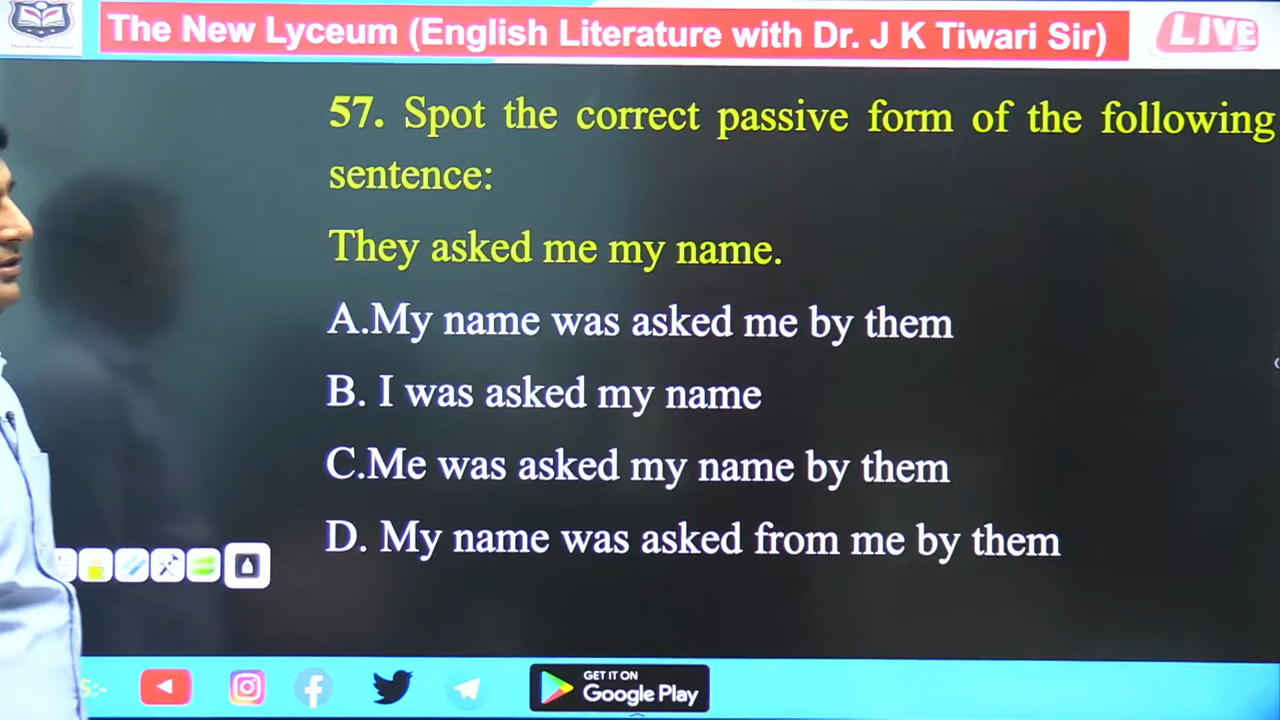 The New Lyceum (English Literature with Dr. J K Tiwari Sir)
LIVE
57. Spot the correct passive form of the following
sentence:
They asked me my name.
A.My name was asked me by them
B. I was asked my name
C.Me was asked my name by them
D. My name was asked from me by them
5:-
GET IT ON
Google Play